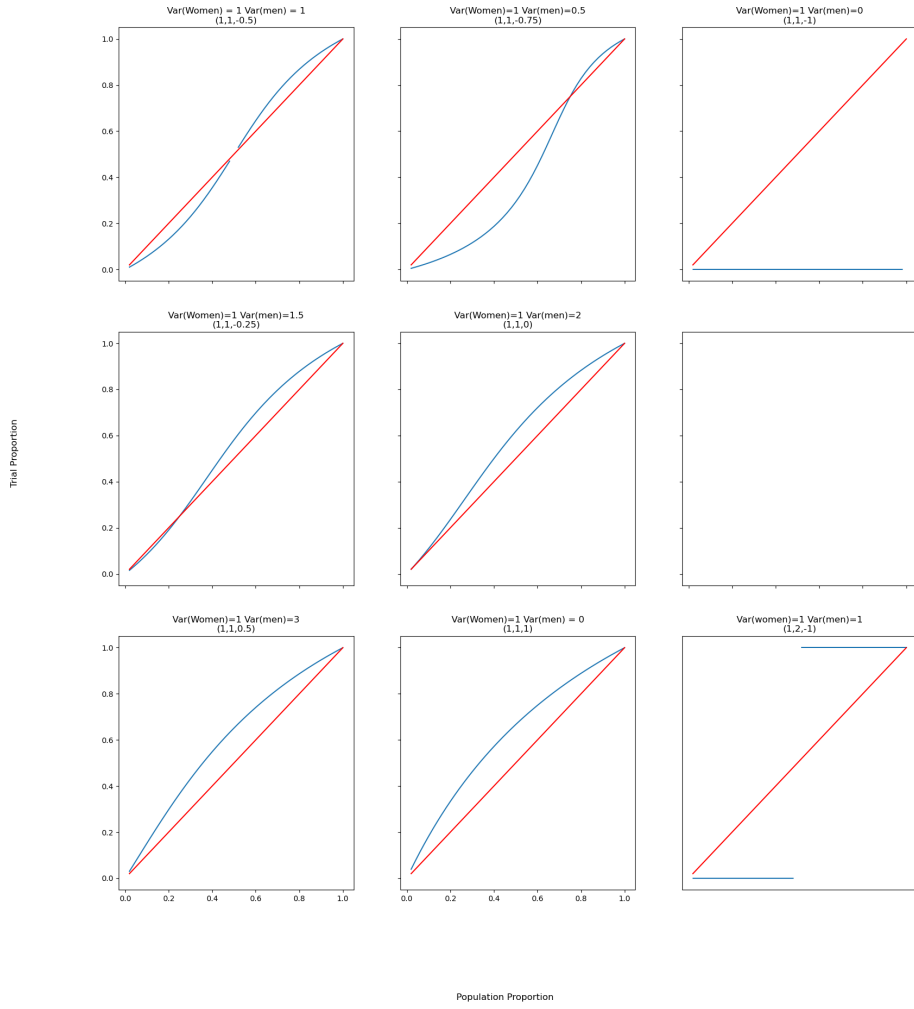 Var(Women) = 1 Var(men) = 1
(1,1,-0.5)
Var(Women)=1 Var(men)=0.5
(1,1,-0.75)
Var(Women)=1 Var(men)=0
(1,1,-1)
1.0
0.8
0.6
0.4
0.2
0.0
Var(Women)=1 Var(men)=1.5
(1,1,-0.25)
Var(Women)=1 Var(men)=2
(1,1,0)
1.0
0.8
0.6
0.4
0.2
0.0
Trial Proportion
Var(Women)=1 Var(men)=3
(1,1,0.5)
Var(Women)=1 Var(men) = 0
(1,1,1)
Var(women)=1 Var(men)=1
(1,2,-1)
1.0
0.8
0.6
0.4
0.2
0.0
0.0 0.2 0.4 0.6 0.8 1.0
0.0 0.2 0.4 0.6 0.8 1.0
Population Proportion